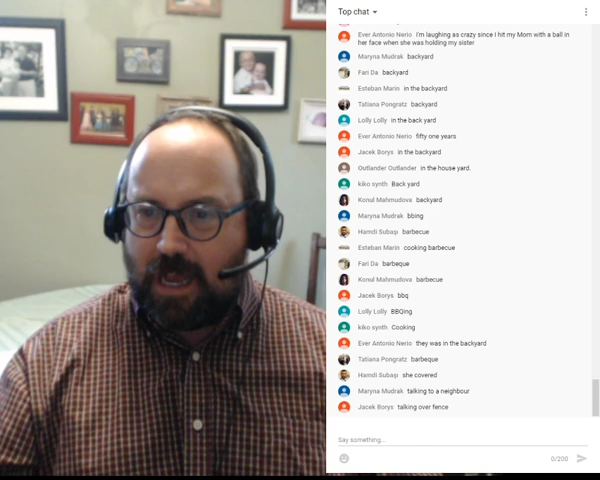 Top chat
Ever Antonio Nerio I'm laughing as crazy since I hit my Mom with a ball in
her face when she was holding my sister
Maryna Mudrak backyard
Fari Da backyard
Esteban Marin in the backyard
Tatiana Pongratz backyard
Lolly Lolly in the back yard
Ever Antonio Nerio fifty one years
Jacek Borys in the backyard
Outlander Outlander in the house yard.
kiko synth Back yard
Konul Mahmudova backyard
Maryna Mudrak bbing
Hamdi Subaşı barbecue
Esteban Marin cooking barbecue
Fari Da barbeque
Konul Mahmudova barbecue
Jacek Borys bbq
Lolly Lolly BBQing
kiko synth Cooking
Ever Antonio Nerio they was in the backyard
Tatiana Pongratz barbeque
Hamdi Subaşı she covered
Maryna Mudrak talking to a neighbour
Jacek Borys talking over fence
Say something...
0/200